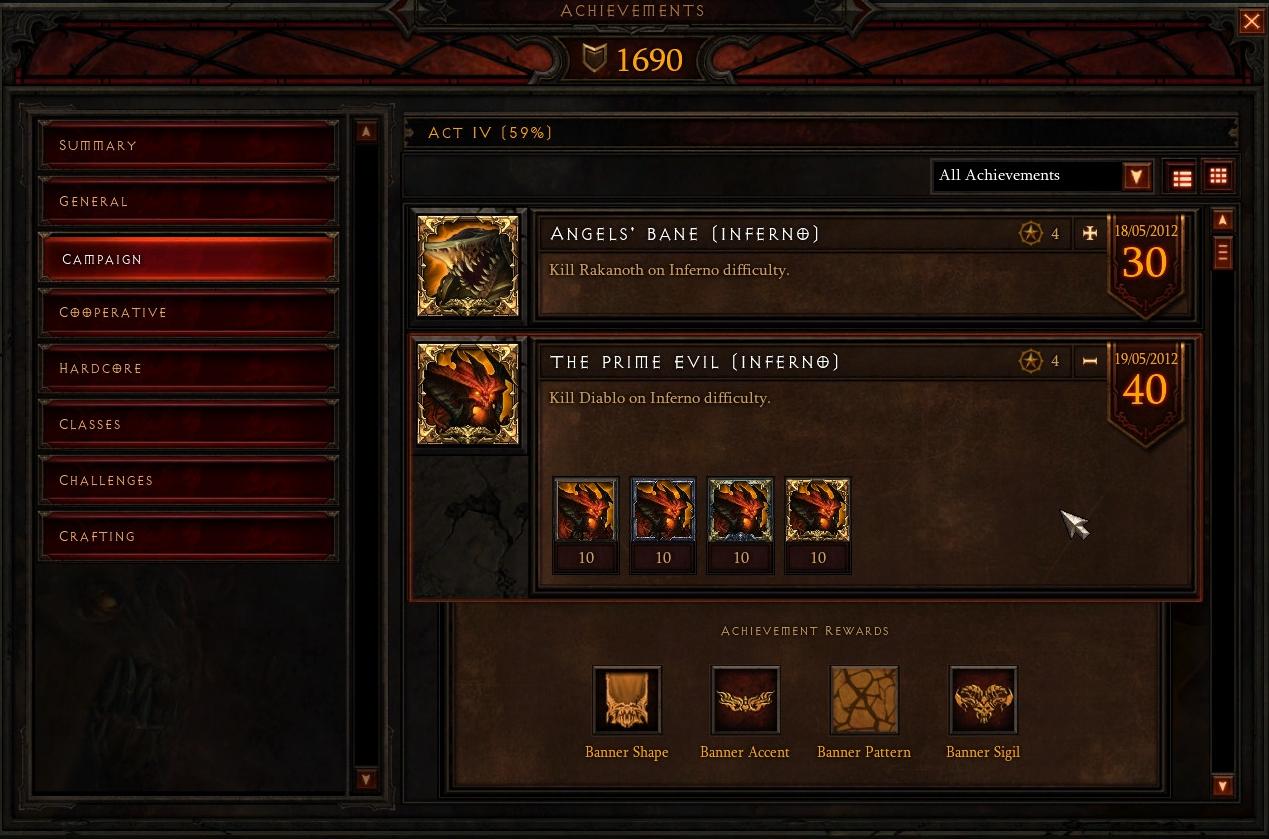 Achievements
1690
Summary
General
Campaign
Cooperative
Hardcore
Classes
Challenges
Crafting
Act IV (59%)
All Achievements
Angels' Bane (Inferno)
4
18/05/2012
30
Kill Rakanoth on Inferno difficulty.
The Prime Evil (Inferno)
4
19/05/2012
40
Kill Diablo on Inferno difficulty.
10 10 10 10
Achievement Rewards
Banner Shape Banner Accent Banner Pattern Banner Sigil